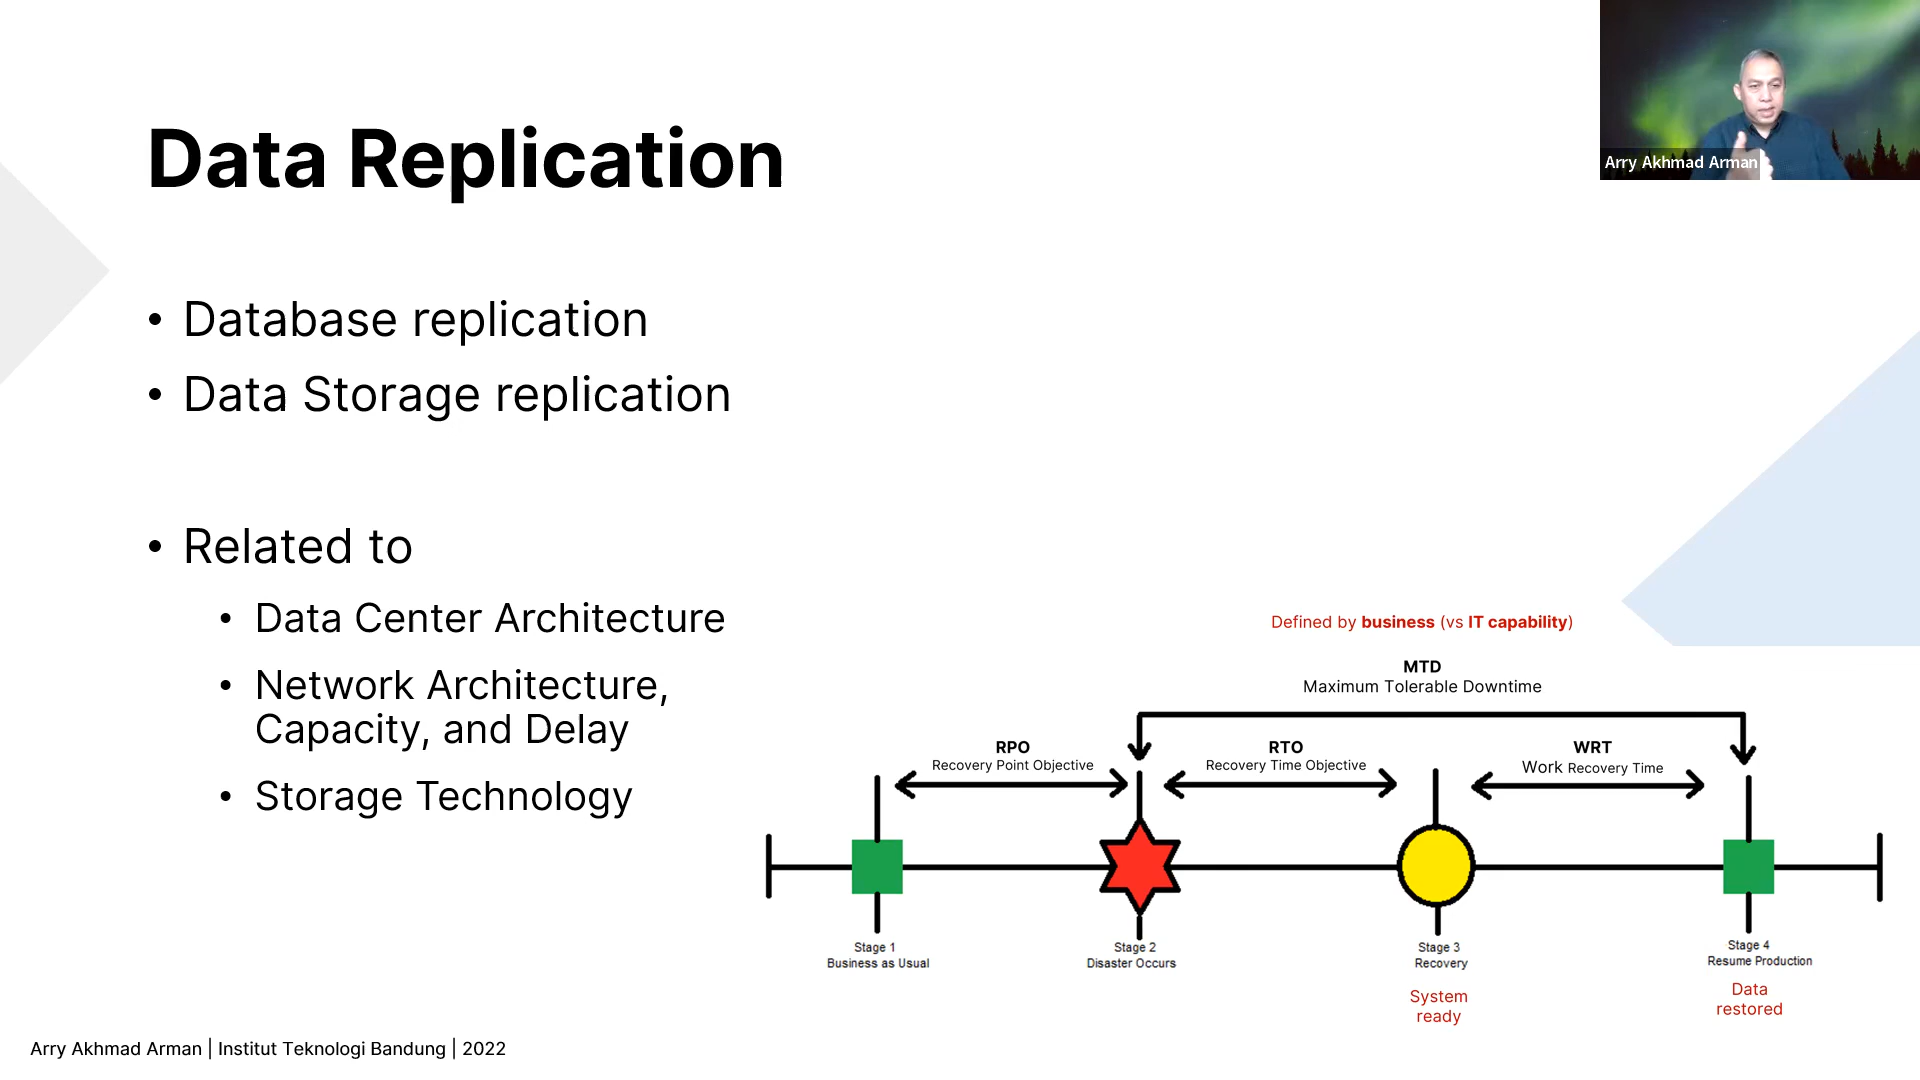 Arry Akhmad Arman
Data Replication
• Database replication
• Data Storage replication
• Related to
• Data Center Architecture
• Network Architecture,
Capacity, and Delay
• Storage Technology
Defined by business (vs IT capability)
MTD
Maximum Tolerable Downtime
RPO
Recovery Point Objective
RTO
Recovery Time Objective
WRT
Work Recovery Time
Stage 1
Business as Usual
Stage 2
Disaster Occurs
Stage 3
Recovery
System
ready
Stage 4
Resume Production
Data
restored
Arry Akhmad Arman | Institut Teknologi Bandung | 2022